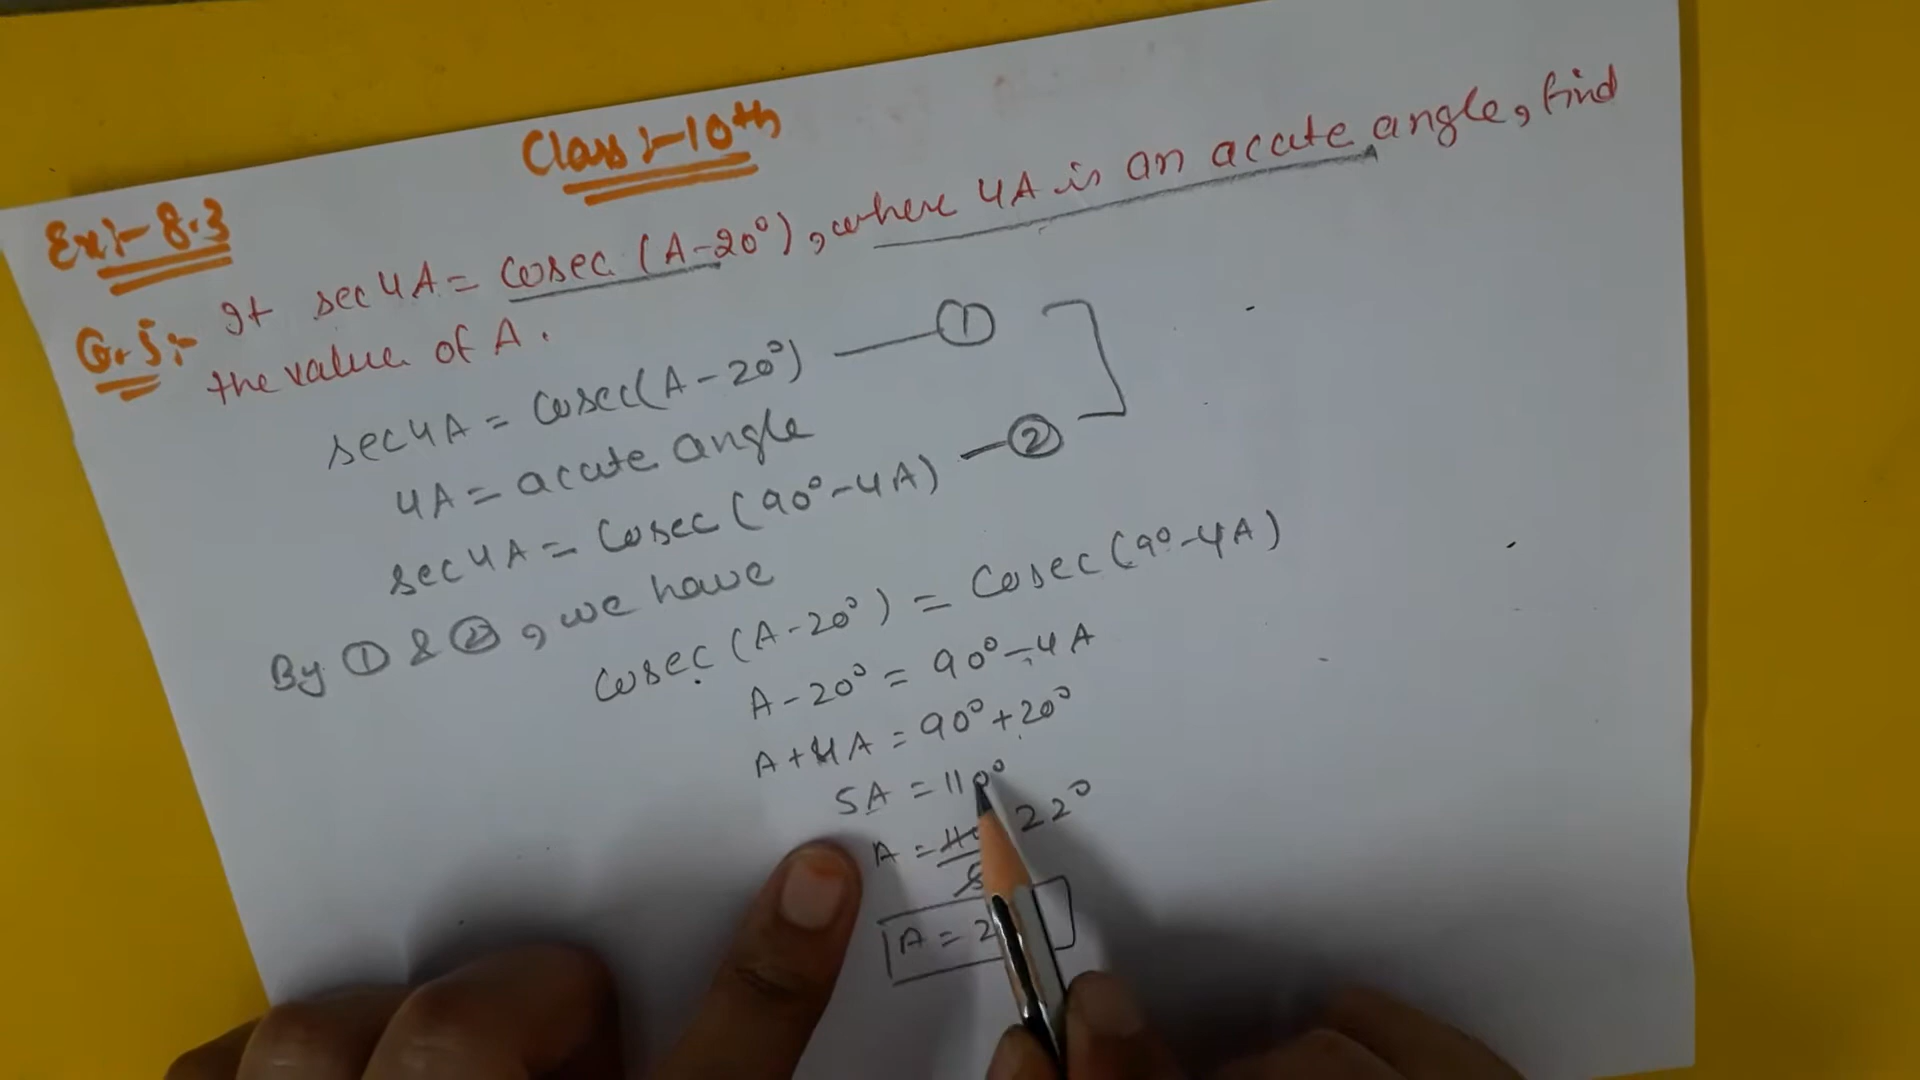 Class :- 10th
Ex:- 8.3
Q.5:- If sec4A = Cosec (A-20°), where 4A is an acute angle, find
the value of A.
sec4A = Cosec(A-20°) — ①
4A = acute angle
sec4A = Cosec (90°-4A) — ②
By ① & ②, we have
Cosec (A-20°) = Cosec (90-4A)
A-20° = 90°-4A
A+4A = 90°+20°
5A = 110°
A = 22°
A = 2